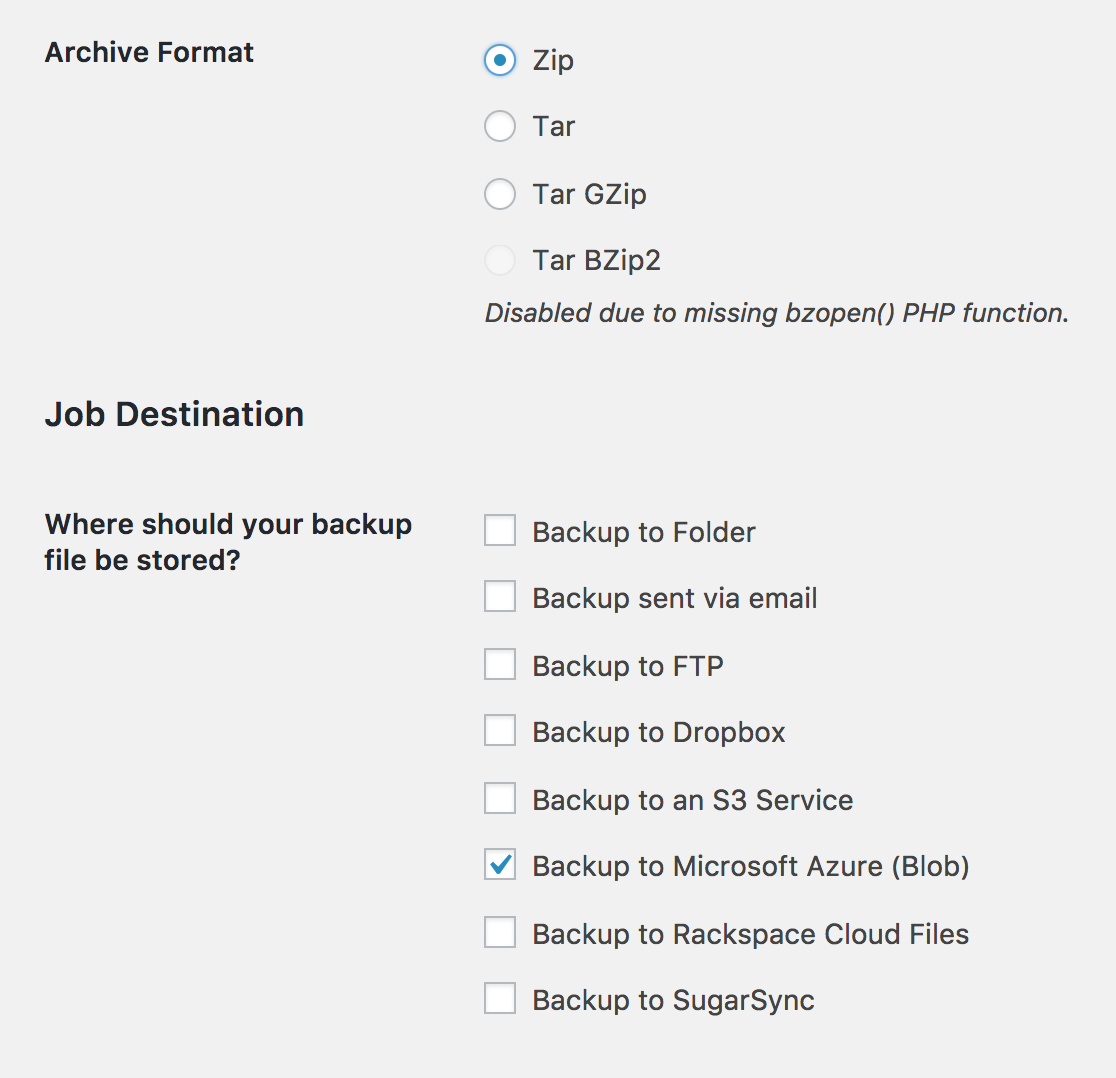 Archive Format
Zip
Tar
Tar GZip
Tar BZip2
Disabled due to missing bzopen() PHP function.
Job Destination
Where should your backup
file be stored?
Backup to Folder
Backup sent via email
Backup to FTP
Backup to Dropbox
Backup to an S3 Service
Backup to Microsoft Azure (Blob)
Backup to Rackspace Cloud Files
Backup to SugarSync